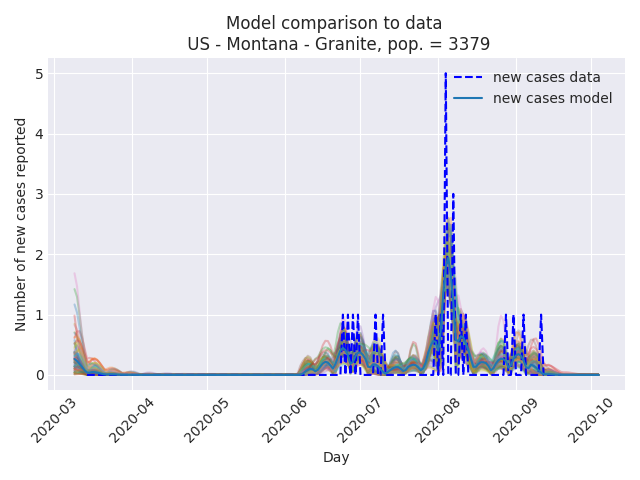 Model comparison to data
US - Montana - Granite, pop. = 3379
new cases data
new cases model
Number of new cases reported
5
4
3
2
1
0
2020-03
2020-04
2020-05
2020-06
2020-07
2020-08
2020-09
2020-10
Day